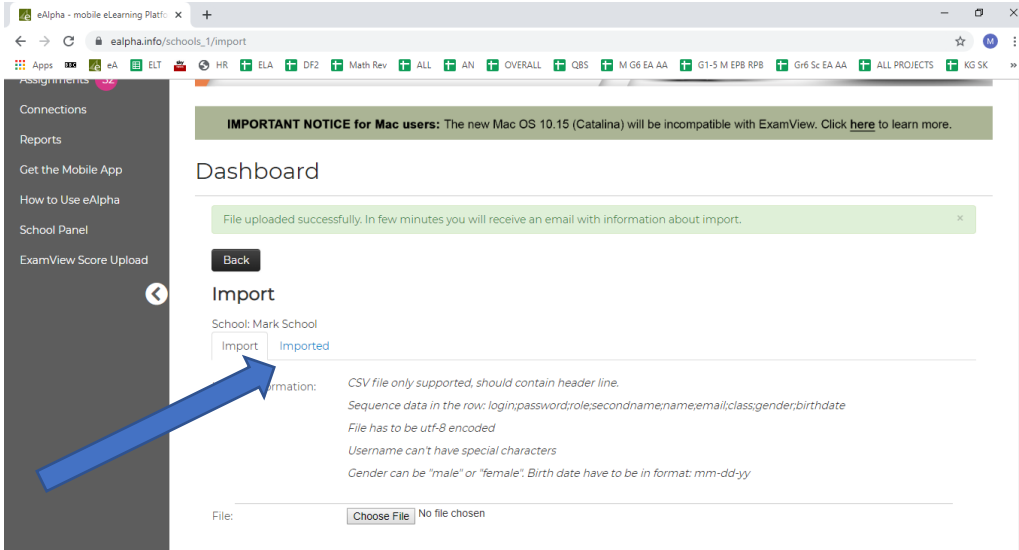 eAlpha - mobile eLearning Platfo
ealpha.info/schools_1/import
M
Apps BBC eA ELT HR ELA DF2 Math Rev ALL AN OVERALL QBS M G6 EA AA G1-5 M EPB RPB Gr6 Sc EA AA ALL PROJECTS KG SK »
Assignments 52
Connections
Reports
Get the Mobile App
How to Use eAlpha
School Panel
ExamView Score Upload
IMPORTANT NOTICE for Mac users: The new Mac OS 10.15 (Catalina) will be incompatible with ExamView. Click here to learn more.
Dashboard
File uploaded successfully. In few minutes you will receive an email with information about import. ×
Back
Import
School: Mark School
Import Imported
CSV file only supported, should contain header line.
Sequence data in the row: login;password;role;secondname;name;email;class;gender;birthdate
File has to be utf-8 encoded
Username can't have special characters
Gender can be "male" or "female". Birth date have to be in format: mm-dd-yy
File: Choose File No file chosen